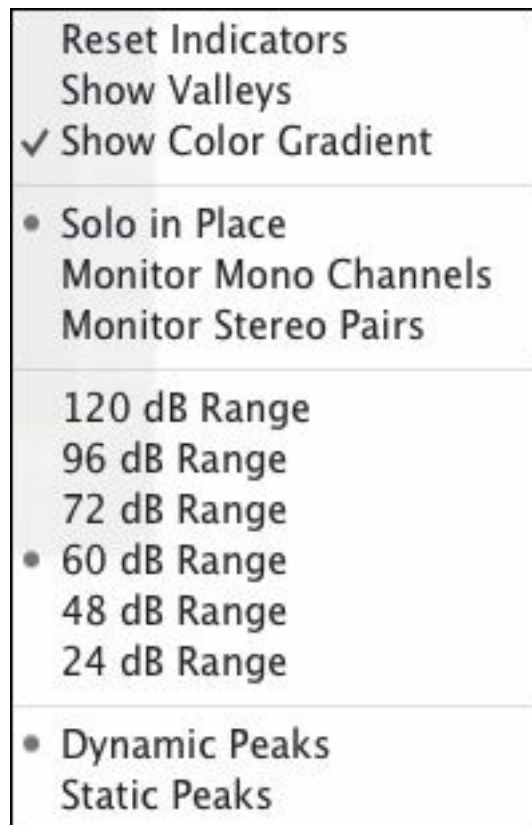 Reset Indicators
Show Valleys
✓ Show Color Gradient
• Solo in Place
Monitor Mono Channels
Monitor Stereo Pairs
120 dB Range
96 dB Range
72 dB Range
• 60 dB Range
48 dB Range
24 dB Range
• Dynamic Peaks
Static Peaks